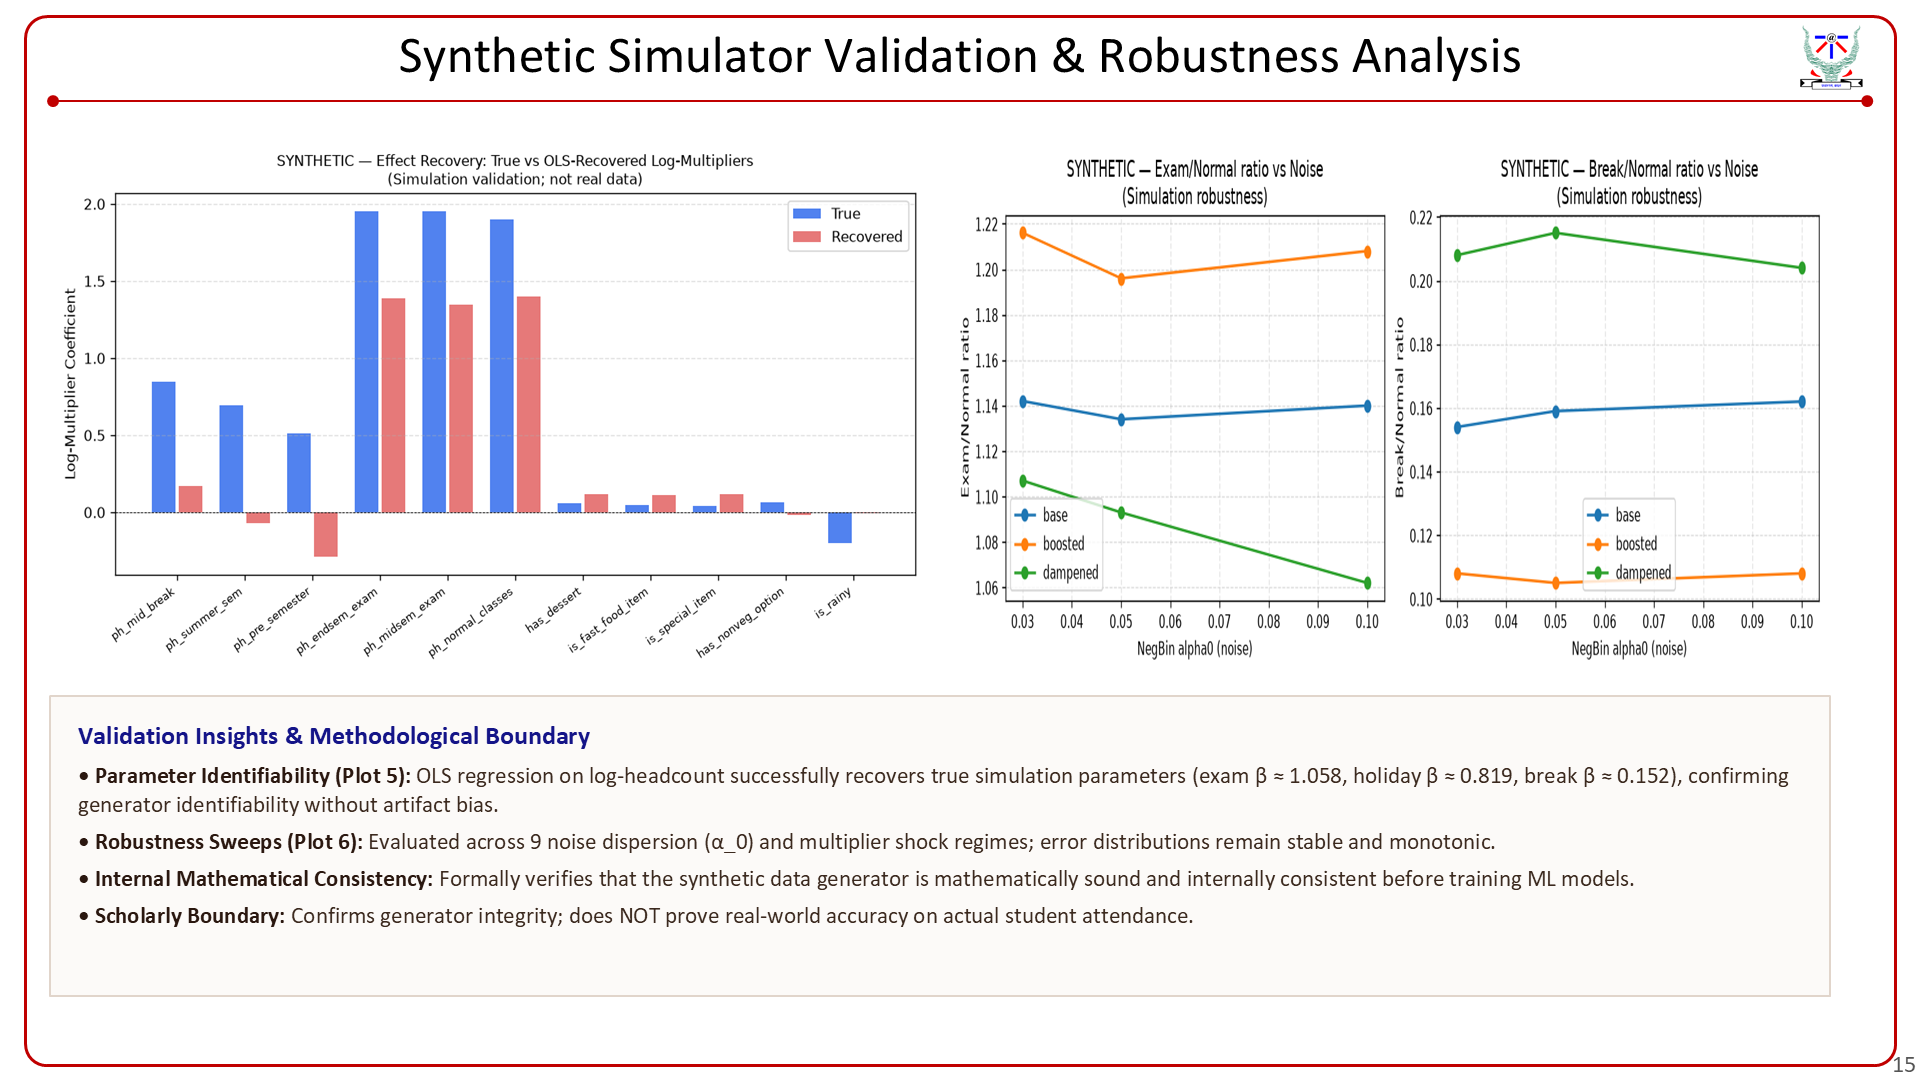 Synthetic Simulator Validation & Robustness Analysis
SYNTHETIC — Effect Recovery: True vs OLS-Recovered Log-Multipliers
(Simulation validation; not real data)
Log-Multiplier Coefficient
2.0
1.5
1.0
0.5
0.0
True
Recovered
ph_mid_break
ph_summer_sem
ph_pre_semester
ph_endsem_exam
ph_midsem_exam
ph_normal_classes
has_dessert
is_fast_food_item
is_special_item
has_nonveg_option
is_rainy
SYNTHETIC — Exam/Normal ratio vs Noise
(Simulation robustness)
Exam/Normal ratio
1.22
1.20
1.18
1.16
1.14
1.12
1.10
1.08
1.06
base
boosted
dampened
0.03 0.04 0.05 0.06 0.07 0.08 0.09 0.10
NegBin alpha0 (noise)
SYNTHETIC — Break/Normal ratio vs Noise
(Simulation robustness)
Break/Normal ratio
0.22
0.20
0.18
0.16
0.14
0.12
0.10
base
boosted
dampened
0.03 0.04 0.05 0.06 0.07 0.08 0.09 0.10
NegBin alpha0 (noise)
Validation Insights & Methodological Boundary
• Parameter Identifiability (Plot 5): OLS regression on log-headcount successfully recovers true simulation parameters (exam β ≈ 1.058, holiday β ≈ 0.819, break β ≈ 0.152), confirming
generator identifiability without artifact bias.
• Robustness Sweeps (Plot 6): Evaluated across 9 noise dispersion (α_0) and multiplier shock regimes; error distributions remain stable and monotonic.
• Internal Mathematical Consistency: Formally verifies that the synthetic data generator is mathematically sound and internally consistent before training ML models.
• Scholarly Boundary: Confirms generator integrity; does NOT prove real-world accuracy on actual student attendance.
15